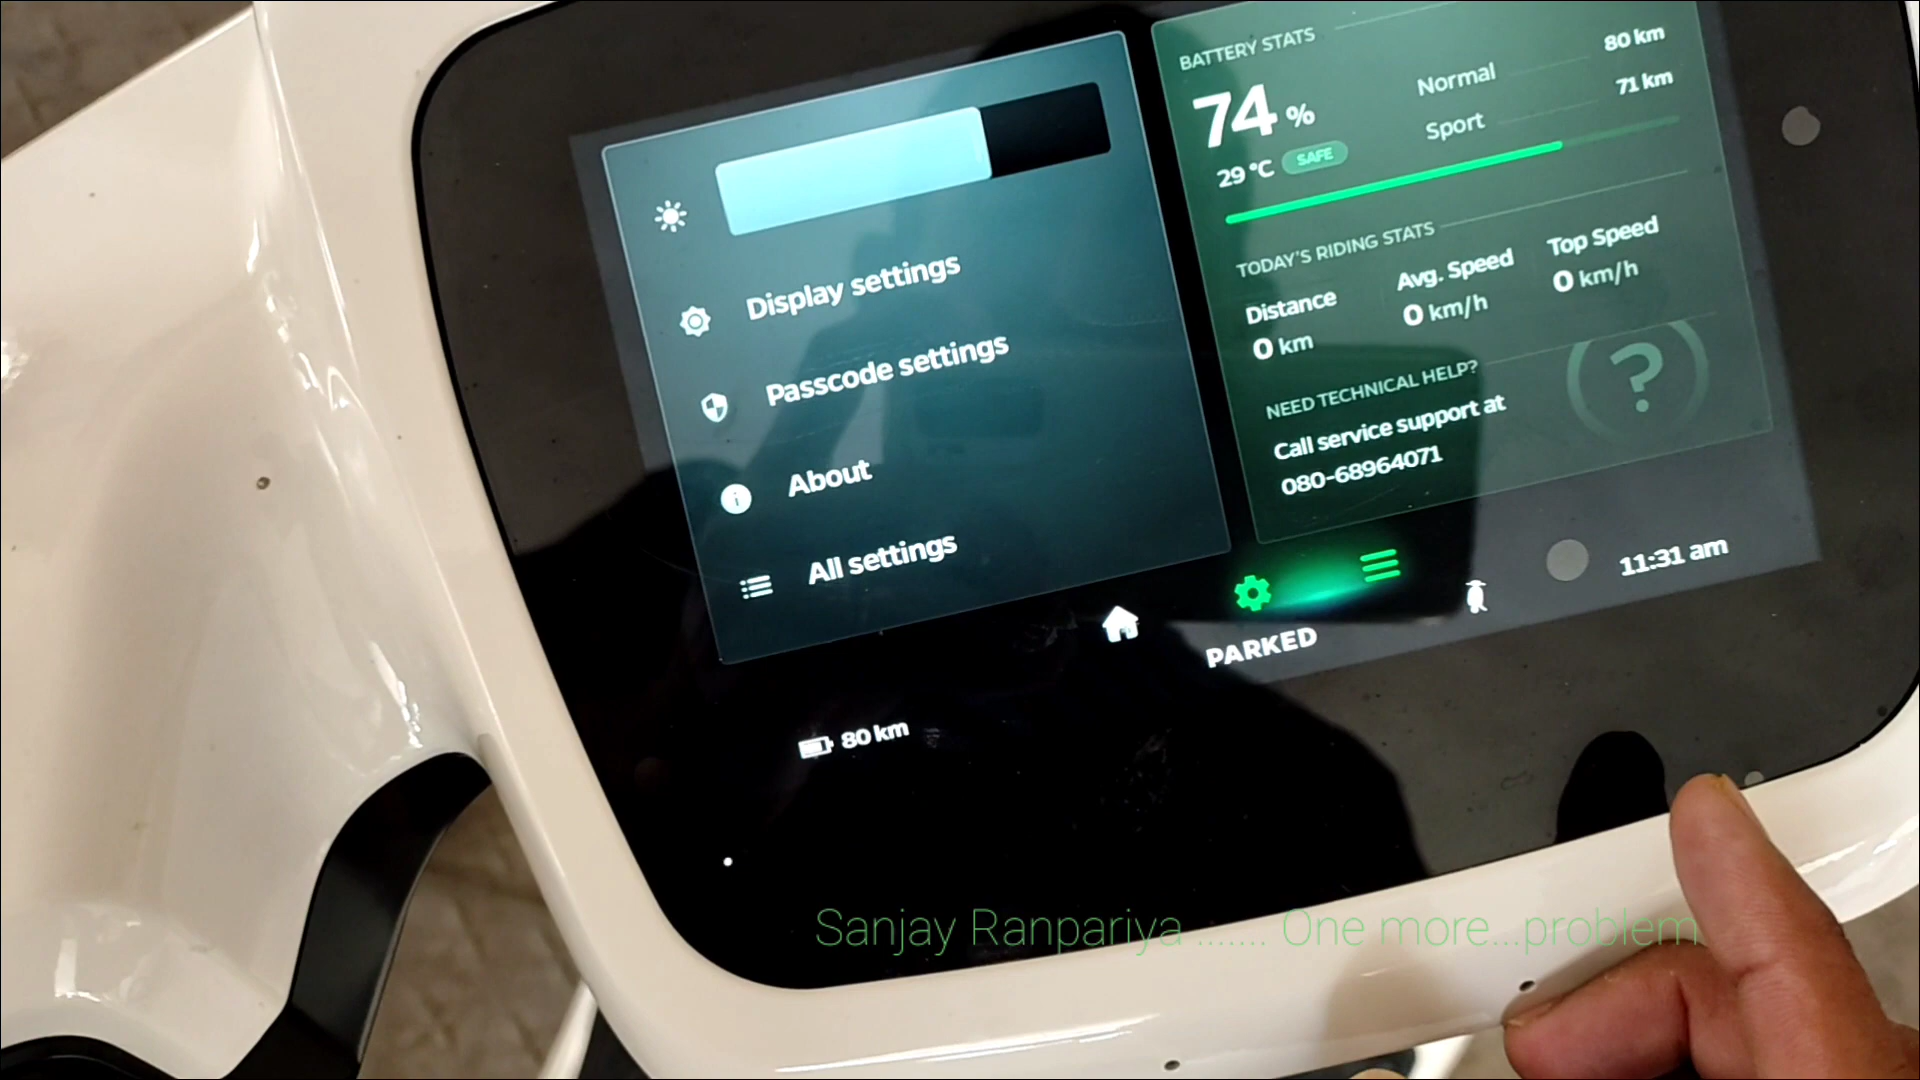 Display settings
Passcode settings
About
All settings
BATTERY STATS
74 %
29 °C SAFE
Normal 80 km
Sport 71 km
TODAY'S RIDING STATS
Distance
0 km
Avg. Speed
0 km/h
Top Speed
0 km/h
NEED TECHNICAL HELP?
Call service support at
080-68964071
?
PARKED
11:31 am
80 km
Sanjay Ranpariya ....... One more...problem